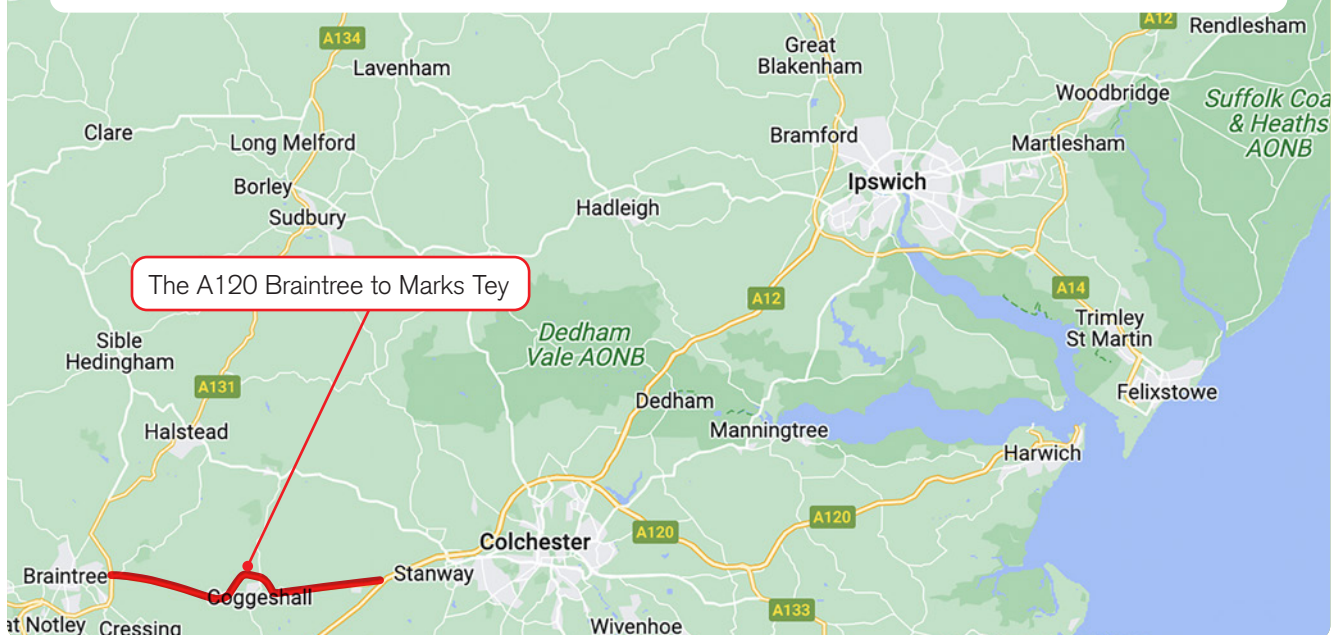 A12
Rendlesham
A134
Great
Blakenham
Lavenham
Woodbridge
Suffolk Coa
& Heaths
AONB
Clare
Long Melford
Bramford
Martlesham
Borley
Ipswich
Sudbury
Hadleigh
The A120 Braintree to Marks Tey
A12
A14
Trimley
St Martin
Sible
Hedingham
Dedham
Vale AONB
A131
Felixstowe
Dedham
Halstead
Manningtree
Harwich
A120
A120
Colchester
Braintree
Stanway
Coggeshall
A133
at Notley
Cressing
Wivenhoe